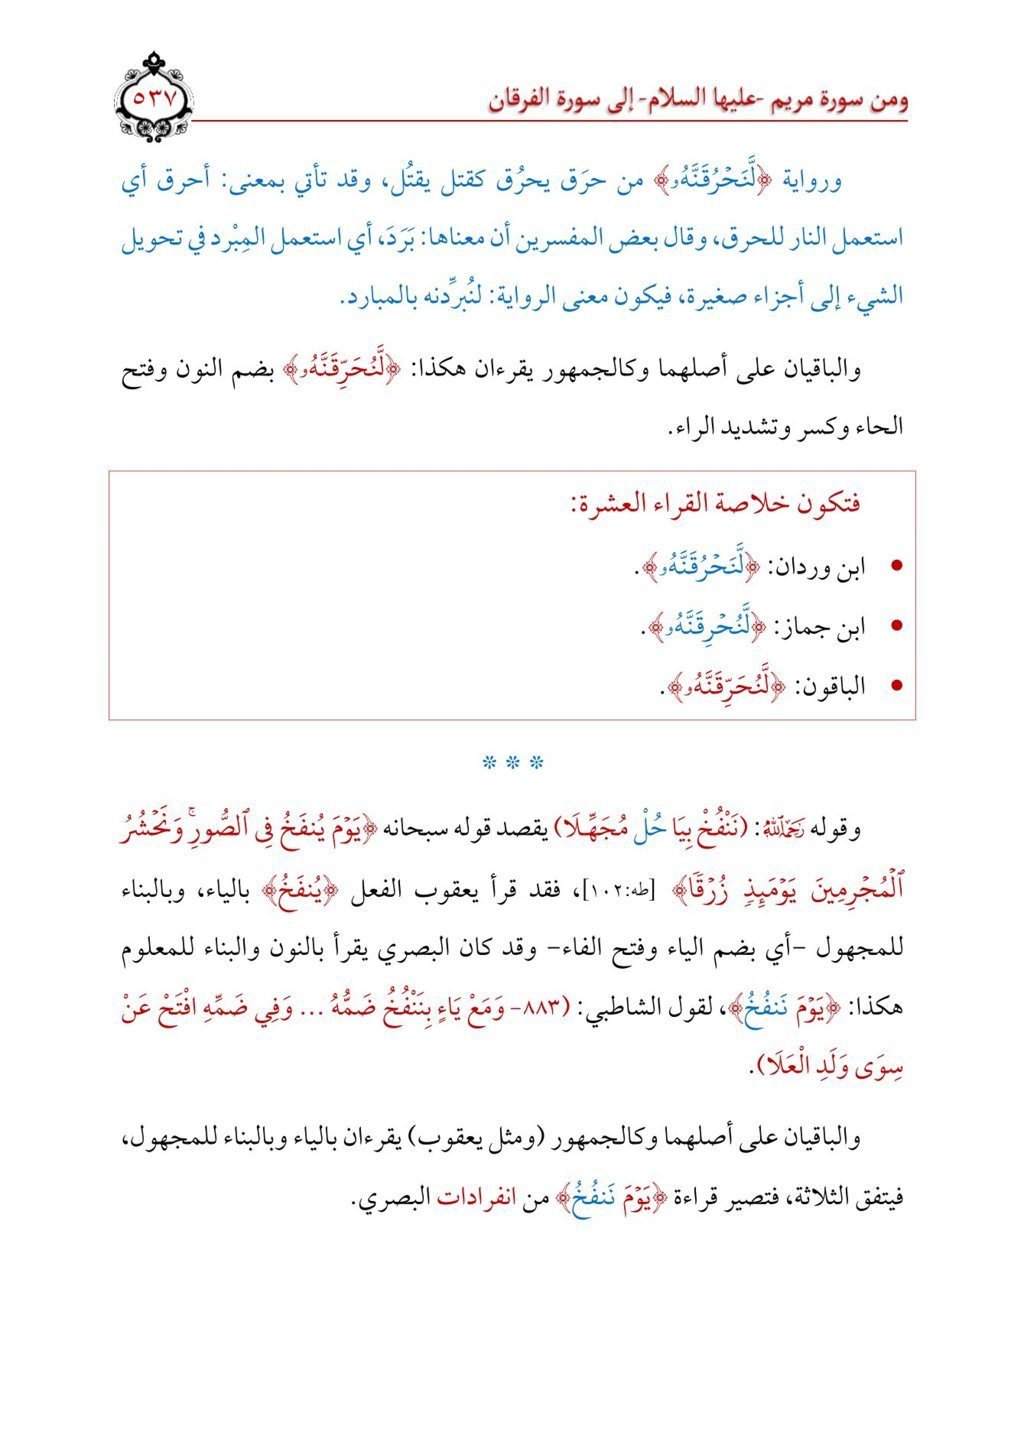 ومن سورة مريم -عليها السلام- إلى سورة الفرقان
٥٣٧
ورواية ﴿لَّنَحۡرُقَنَّهُۥ﴾ من حرَق يحرُق كقتل يقتُل، وقد تأتي بمعنى: أحرق أي
استعمل النار للحرق، وقال بعض المفسرين أن معناها: بَرَدَ، أي استعمل المِبْرد في تحويل
الشيء إلى أجزاء صغيرة، فيكون معنى الرواية: لنُبرِّدنه بالمبارد.
والباقيان على أصلهما وكالجمهور يقرءان هكذا: ﴿لَّنُحَرِّقَنَّهُۥ﴾ بضم النون وفتح
الحاء وكسر وتشديد الراء.
فتكون خلاصة القراء العشرة:
• ابن وردان: ﴿لَّنَحۡرُقَنَّهُۥ﴾.
• ابن جماز: ﴿لَّنُحۡرِقَنَّهُۥ﴾.
• الباقون: ﴿لَّنُحَرِّقَنَّهُۥ﴾.
* * *
وقوله رَحِمَهُ ٱللَّهُ: (نَنْفُخْ بِيَا حُلْ مُجَهِّلَا) يقصد قوله سبحانه ﴿يَوۡمَ يُنفَخُ فِي ٱلصُّورِۚ وَنَحۡشُرُ
ٱلۡمُجۡرِمِينَ يَوۡمَئِذٖ زُرۡقٗا﴾ [طه:١٠٢]، فقد قرأ يعقوب الفعل ﴿يُنفَخُ﴾ بالياء، وبالبناء
للمجهول -أي بضم الياء وفتح الفاء- وقد كان البصري يقرأ بالنون والبناء للمعلوم
هكذا: ﴿يَوۡمَ نَنفُخُ﴾، لقول الشاطبي: (٨٨٣- وَمَعْ يَاءٍ بِنَنْفُخُ ضَمُّهُ ... وَفِي ضَمِّهِ افْتَحْ عَنْ
سِوَى وَلَدِ الْعَلَا).
والباقيان على أصلهما وكالجمهور (ومثل يعقوب) يقرءان بالياء وبالبناء للمجهول،
فيتفق الثلاثة، فتصير قراءة ﴿يَوۡمَ نَنفُخُ﴾ من انفرادات البصري.